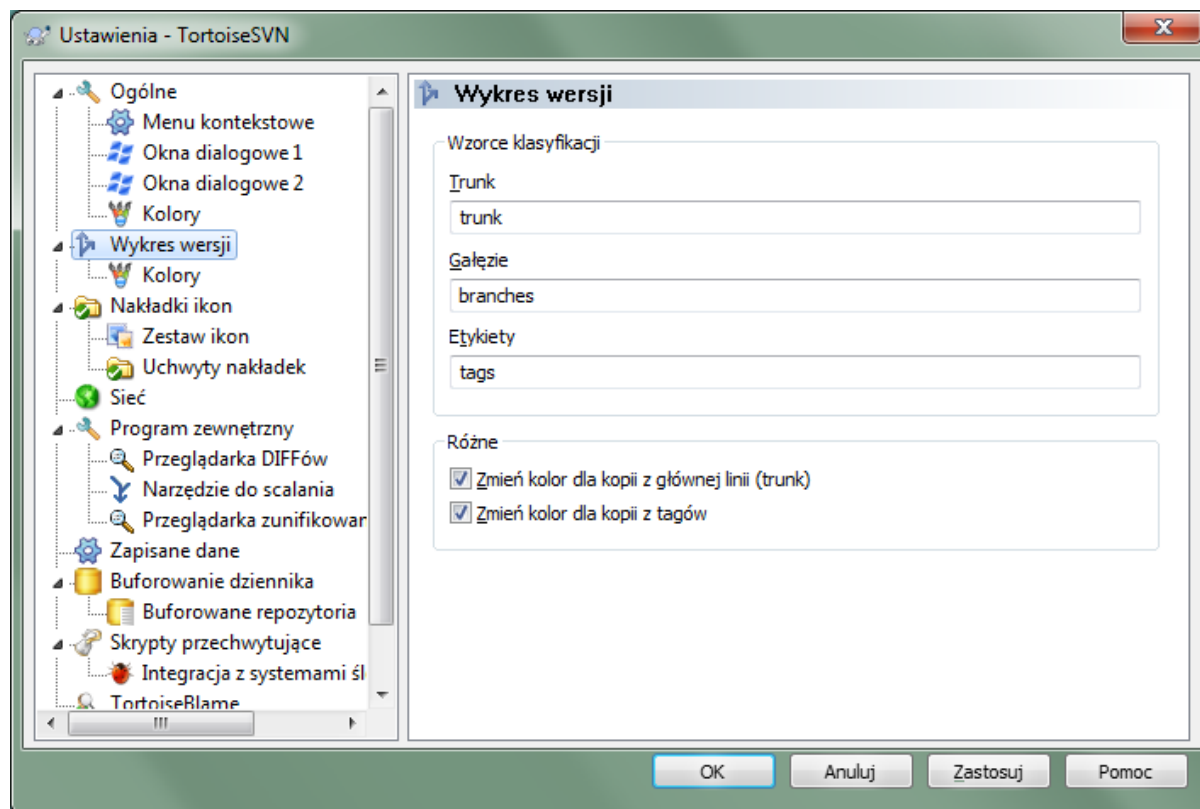 Ustawienia - TortoiseSVN
Ogólne
Menu kontekstowe
Okna dialogowe 1
Okna dialogowe 2
Kolory
Wykres wersji
Kolory
Nakładki ikon
Zestaw ikon
Uchwyty nakładek
Sieć
Program zewnętrzny
Przeglądarka DIFFów
Narzędzie do scalania
Przeglądarka zunifikowan
Zapisane dane
Buforowanie dziennika
Buforowane repozytoria
Skrypty przechwytujące
Integracja z systemami śl
TortoiseBlame
Wykres wersji
Wzorce klasyfikacji
Trunk
trunk
Gałęzie
branches
Etykiety
tags
Różne
Zmień kolor dla kopii z głównej linii (trunk)
Zmień kolor dla kopii z tagów
OK
Anuluj
Zastosuj
Pomoc